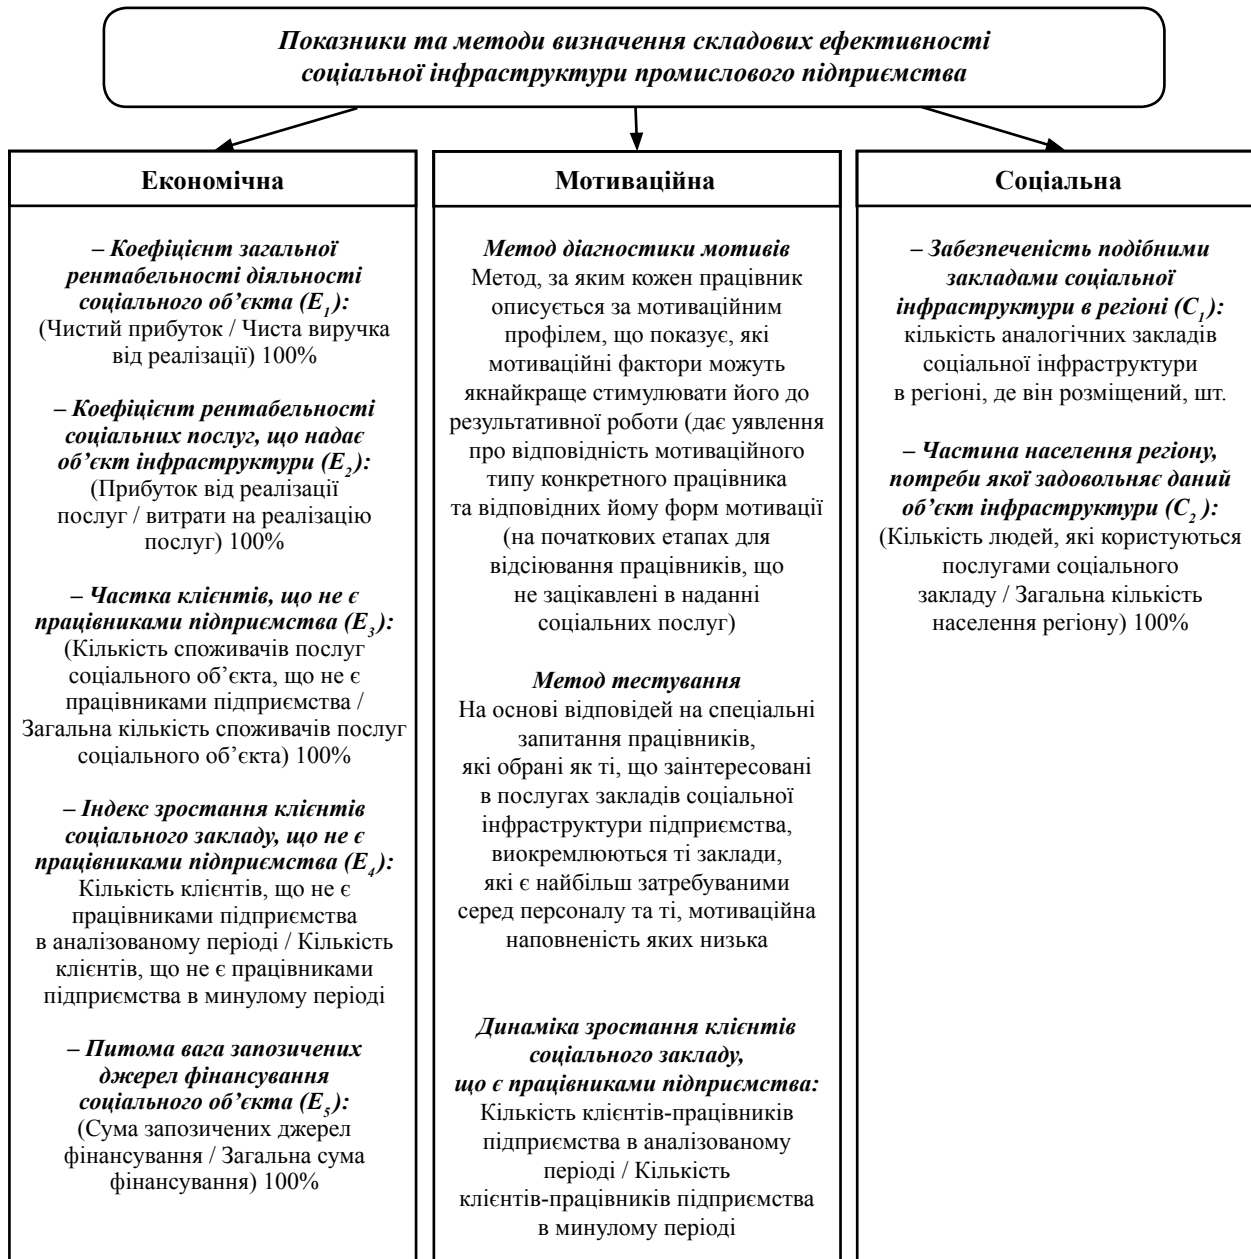 Показники та методи визначення складових ефективності
соціальної інфраструктури промислового підприємства
Економічна
– Коефіцієнт загальної
рентабельності діяльності
соціального об’єкта (E₁):
(Чистий прибуток / Чиста виручка
від реалізації) 100%
– Коефіцієнт рентабельності
соціальних послуг, що надає
об’єкт інфраструктури (E₂):
(Прибуток від реалізації
послуг / витрати на реалізацію
послуг) 100%
– Частка клієнтів, що не є
працівниками підприємства (E₃):
(Кількість споживачів послуг
соціального об’єкта, що не є
працівниками підприємства /
Загальна кількість споживачів послуг
соціального об’єкта) 100%
– Індекс зростання клієнтів
соціального закладу, що не є
працівниками підприємства (E₄):
Кількість клієнтів, що не є
працівниками підприємства
в аналізованому періоді / Кількість
клієнтів, що не є працівниками
підприємства в минулому періоді
– Питома вага запозичених
джерел фінансування
соціального об’єкта (E₅):
(Сума запозичених джерел
фінансування / Загальна сума
фінансування) 100%
Мотиваційна
Метод діагностики мотивів
Метод, за яким кожен працівник
описується за мотиваційним
профілем, що показує, які
мотиваційні фактори можуть
якнайкраще стимулювати його до
результативної роботи (дає уявлення
про відповідність мотиваційного
типу конкретного працівника
та відповідних йому форм мотивації
(на початкових етапах для
відсіювання працівників, що
не зацікавлені в наданні
соціальних послуг)
Метод тестування
На основі відповідей на спеціальні
запитання працівників,
які обрані як ті, що заінтересовані
в послугах закладів соціальної
інфраструктури підприємства,
виокремлюються ті заклади,
які є найбільш затребуваними
серед персоналу та ті, мотиваційна
наповненість яких низька
Динаміка зростання клієнтів
соціального закладу,
що є працівниками підприємства:
Кількість клієнтів-працівників
підприємства в аналізованому
періоді / Кількість
клієнтів-працівників підприємства
в минулому періоді
Соціальна
– Забезпеченість подібними
закладами соціальної
інфраструктури в регіоні (C₁):
кількість аналогічних закладів
соціальної інфраструктури
в регіоні, де він розміщений, шт.
– Частина населення регіону,
потреби якої задовольняє даний
об’єкт інфраструктури (C₂):
(Кількість людей, які користуються
послугами соціального
закладу / Загальна кількість
населення регіону) 100%